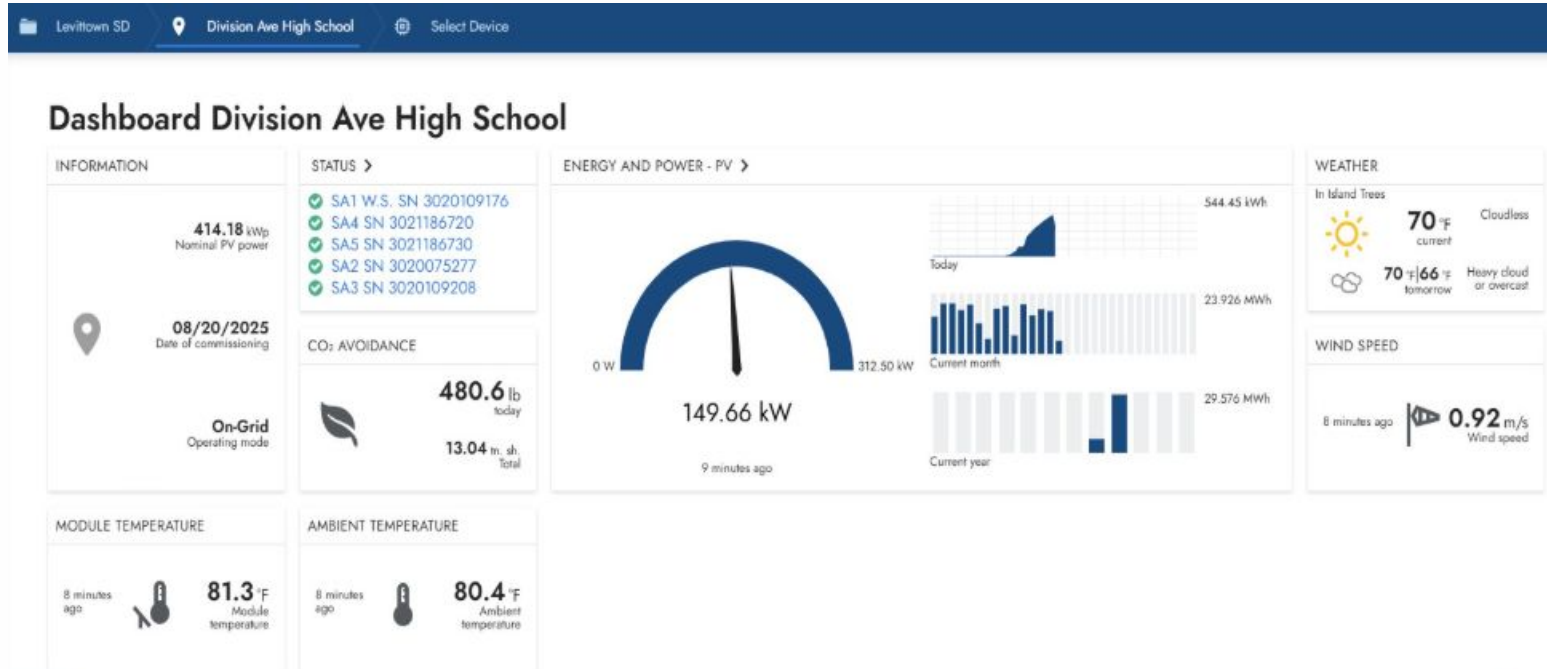 Levittown SD
Division Ave High School
Select Device
Dashboard Division Ave High School
INFORMATION
414.18 kWp
Nominal PV power
08/20/2025
Date of commissioning
On-Grid
Operating mode
STATUS
SA1 W.S. SN 3020109176
SA4 SN 3021186720
SA5 SN 3021186730
SA2 SN 3020075277
SA3 SN 3020109208
CO₂ AVOIDANCE
480.6 lb
today
13.04 tn. sh.
Total
ENERGY AND POWER - PV
0 W
312.50 kW
149.66 kW
9 minutes ago
544.45 kWh
Today
23.926 MWh
Current month
29.576 MWh
Current year
WEATHER
In Island Trees
70 °F
current
Cloudless
70 °F|66 °F
tomorrow
Heavy cloud
or overcast
WIND SPEED
8 minutes ago
0.92 m/s
Wind speed
MODULE TEMPERATURE
8 minutes
ago
81.3 °F
Module
temperature
AMBIENT TEMPERATURE
8 minutes
ago
80.4 °F
Ambient
temperature